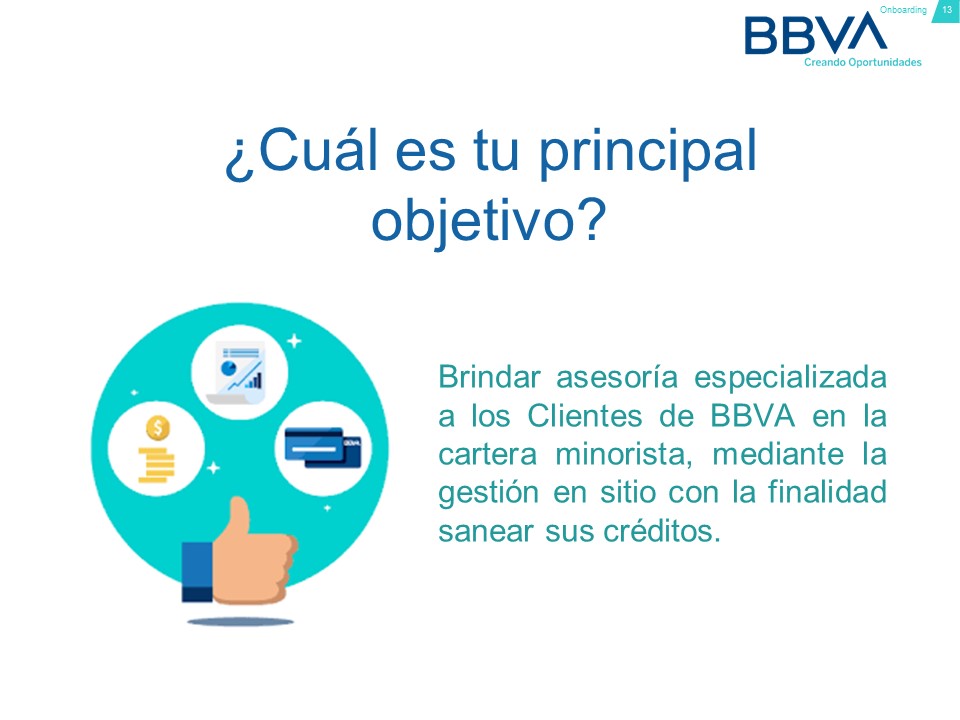 Onboarding 13
BBVA
Creando Oportunidades
¿Cuál es tu principal
objetivo?
$
Brindar asesoría especializada
a los Clientes de BBVA en la
cartera minorista, mediante la
gestión en sitio con la finalidad
sanear sus créditos.